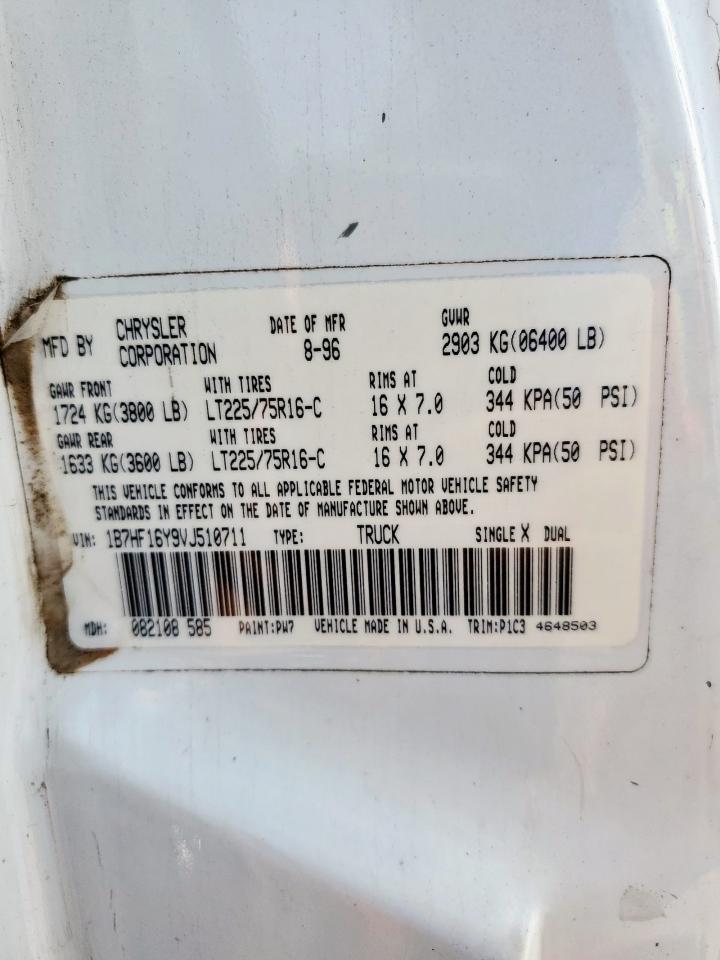 MFD BY CHRYSLER CORPORATION DATE OF MFR 8-96 GVWR 2903 KG(06400 LB)
GAWR FRONT WITH TIRES RIMS AT COLD
1724 KG(3800 LB) LT225/75R16-C 16 X 7.0 344 KPA(50 PSI)
GAWR REAR WITH TIRES RIMS AT COLD
1633 KG(3600 LB) LT225/75R16-C 16 X 7.0 344 KPA(50 PSI)
THIS VEHICLE CONFORMS TO ALL APPLICABLE FEDERAL MOTOR VEHICLE SAFETY
STANDARDS IN EFFECT ON THE DATE OF MANUFACTURE SHOWN ABOVE.
VIN: 1B7HF16Y9VJ510711 TYPE: TRUCK SINGLE X DUAL
MDH: 082108 585 PAINT:PW7 VEHICLE MADE IN U.S.A. TRIM:P1C3 4648503